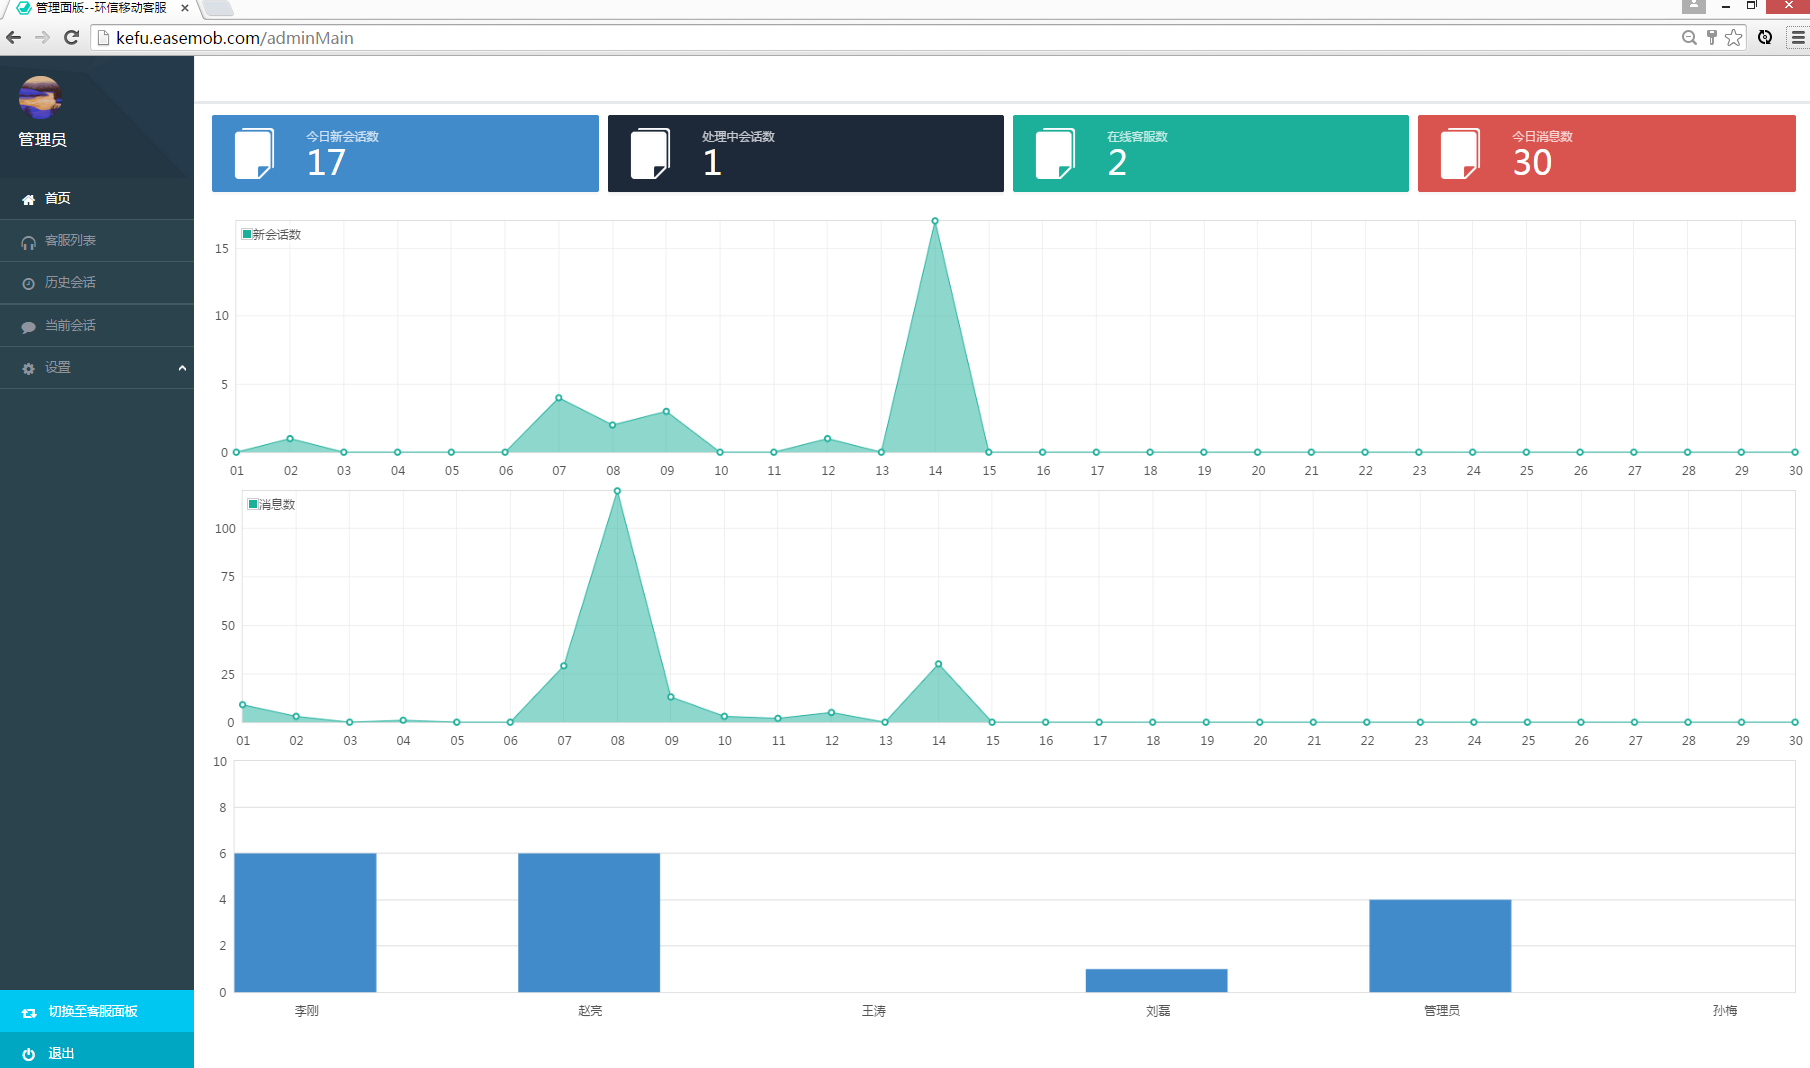 管理面版--环信移动客服
kefu.easemob.com/adminMain
管理员
首页
客服列表
历史会话
当前会话
设置
切换至客服面板
退出
今日新会话数
17
处理中会话数
1
在线客服数
2
今日消息数
30
新会话数
15
10
5
0
01 02 03 04 05 06 07 08 09 10 11 12 13 14 15 16 17 18 19 20 21 22 23 24 25 26 27 28 29 30
消息数
100
75
50
25
0
01 02 03 04 05 06 07 08 09 10 11 12 13 14 15 16 17 18 19 20 21 22 23 24 25 26 27 28 29 30
10
8
6
4
2
0
李刚 赵亮 王涛 刘磊 管理员 孙梅